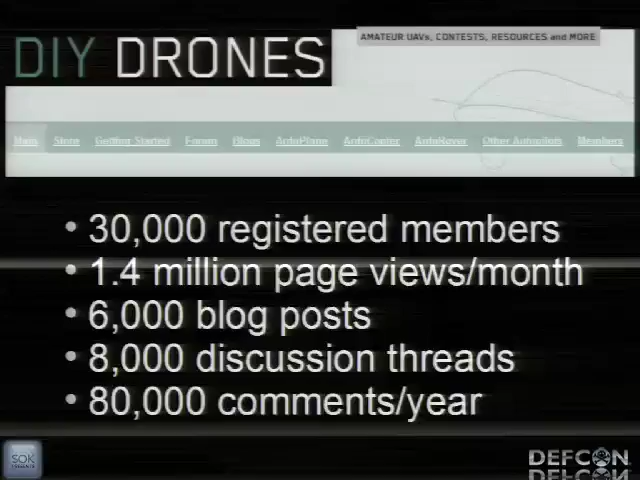 DIY DRONES
AMATEUR UAVs, CONTESTS, RESOURCES and MORE
Main Store Getting Started Forum Blogs ArduPlane ArduCopter ArduRover Other Autopilots Members
• 30,000 registered members
• 1.4 million page views/month
• 6,000 blog posts
• 8,000 discussion threads
• 80,000 comments/year
SOK
DEFCON